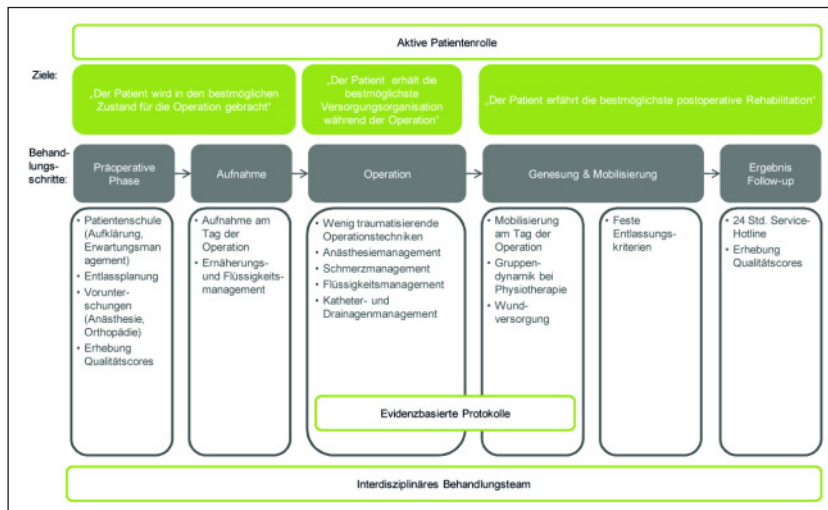 Aktive Patientenrolle
Ziele:
„Der Patient wird in den bestmöglichen
Zustand für die Operation gebracht“
„Der Patient erhält die
bestmöglichste
Versorgungsorganisation
während der Operation“
„Der Patient erfährt die bestmöglichste postoperative Rehabilitation“
Behand-
lungs-
schritte:
Präoperative
Phase
Aufnahme
Operation
Genesung & Mobilisierung
Ergebnis
Follow-up
• Patientenschule
(Aufklärung,
Erwartungsma
nagement)
• Entlassplanung
• Vorunter-
schungen
(Anästhesie,
Orthopädie)
• Erhebung
Qualitätscores
• Aufnahme am
Tag der
Operation
• Ernäherungs-
und Flüssigkeits-
management
• Wenig traumatisierende
Operationstechniken
• Anästhesiemanagement
• Schmerzmanagement
• Flüssigkeitsmanagement
• Katheter- und
Drainagenmanagement
• Mobilisierung
am Tag der
Operation
• Gruppen-
dynamik bei
Physiotherapie
• Wund-
versorgung
• Feste
Entlassungs-
kriterien
• 24 Std. Service-
Hotline
• Erhebung
Qualitätscores
Evidenzbasierte Protokolle
Interdisziplinäres Behandlungsteam